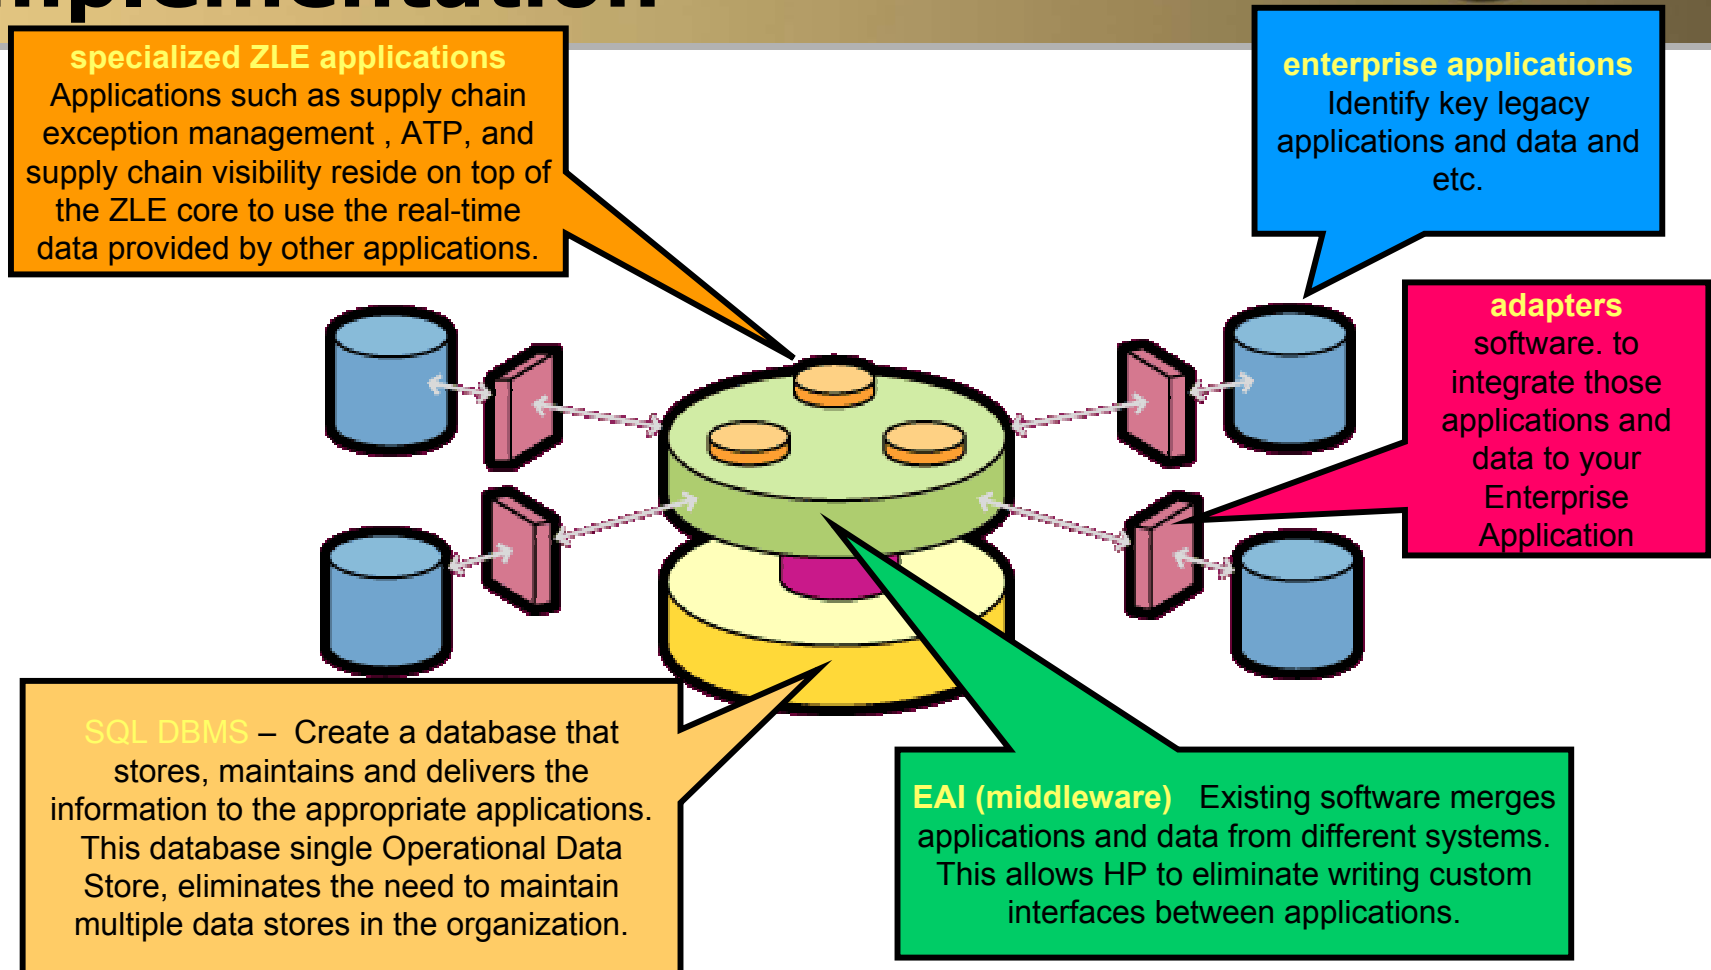 mplementation
specialized ZLE applications
Applications such as supply chain
exception management , ATP, and
supply chain visibility reside on top of
the ZLE core to use the real-time
data provided by other applications.
enterprise applications
Identify key legacy
applications and data and
etc.
adapters
software. to
integrate those
applications and
data to your
Enterprise
Application
SQL DBMS – Create a database that
stores, maintains and delivers the
information to the appropriate applications.
This database single Operational Data
Store, eliminates the need to maintain
multiple data stores in the organization.
EAI (middleware) Existing software merges
applications and data from different systems.
This allows HP to eliminate writing custom
interfaces between applications.